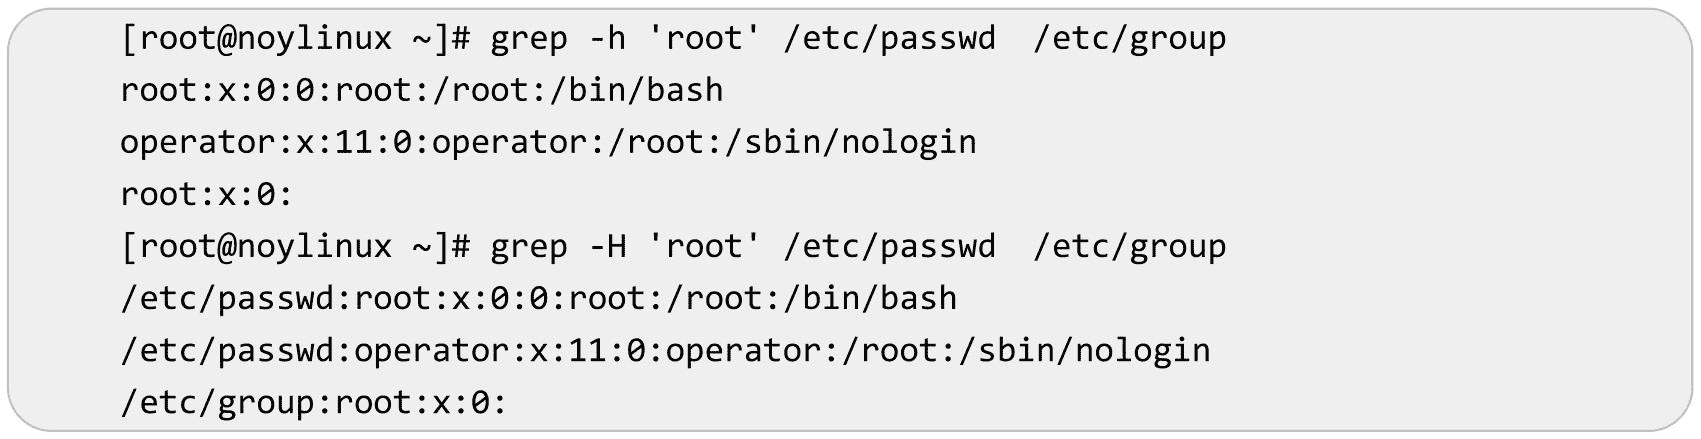 [root@noylinux ~]# grep -h 'root' /etc/passwd  /etc/group
root:x:0:0:root:/root:/bin/bash
operator:x:11:0:operator:/root:/sbin/nologin
root:x:0:
[root@noylinux ~]# grep -H 'root' /etc/passwd  /etc/group
/etc/passwd:root:x:0:0:root:/root:/bin/bash
/etc/passwd:operator:x:11:0:operator:/root:/sbin/nologin
/etc/group:root:x:0: